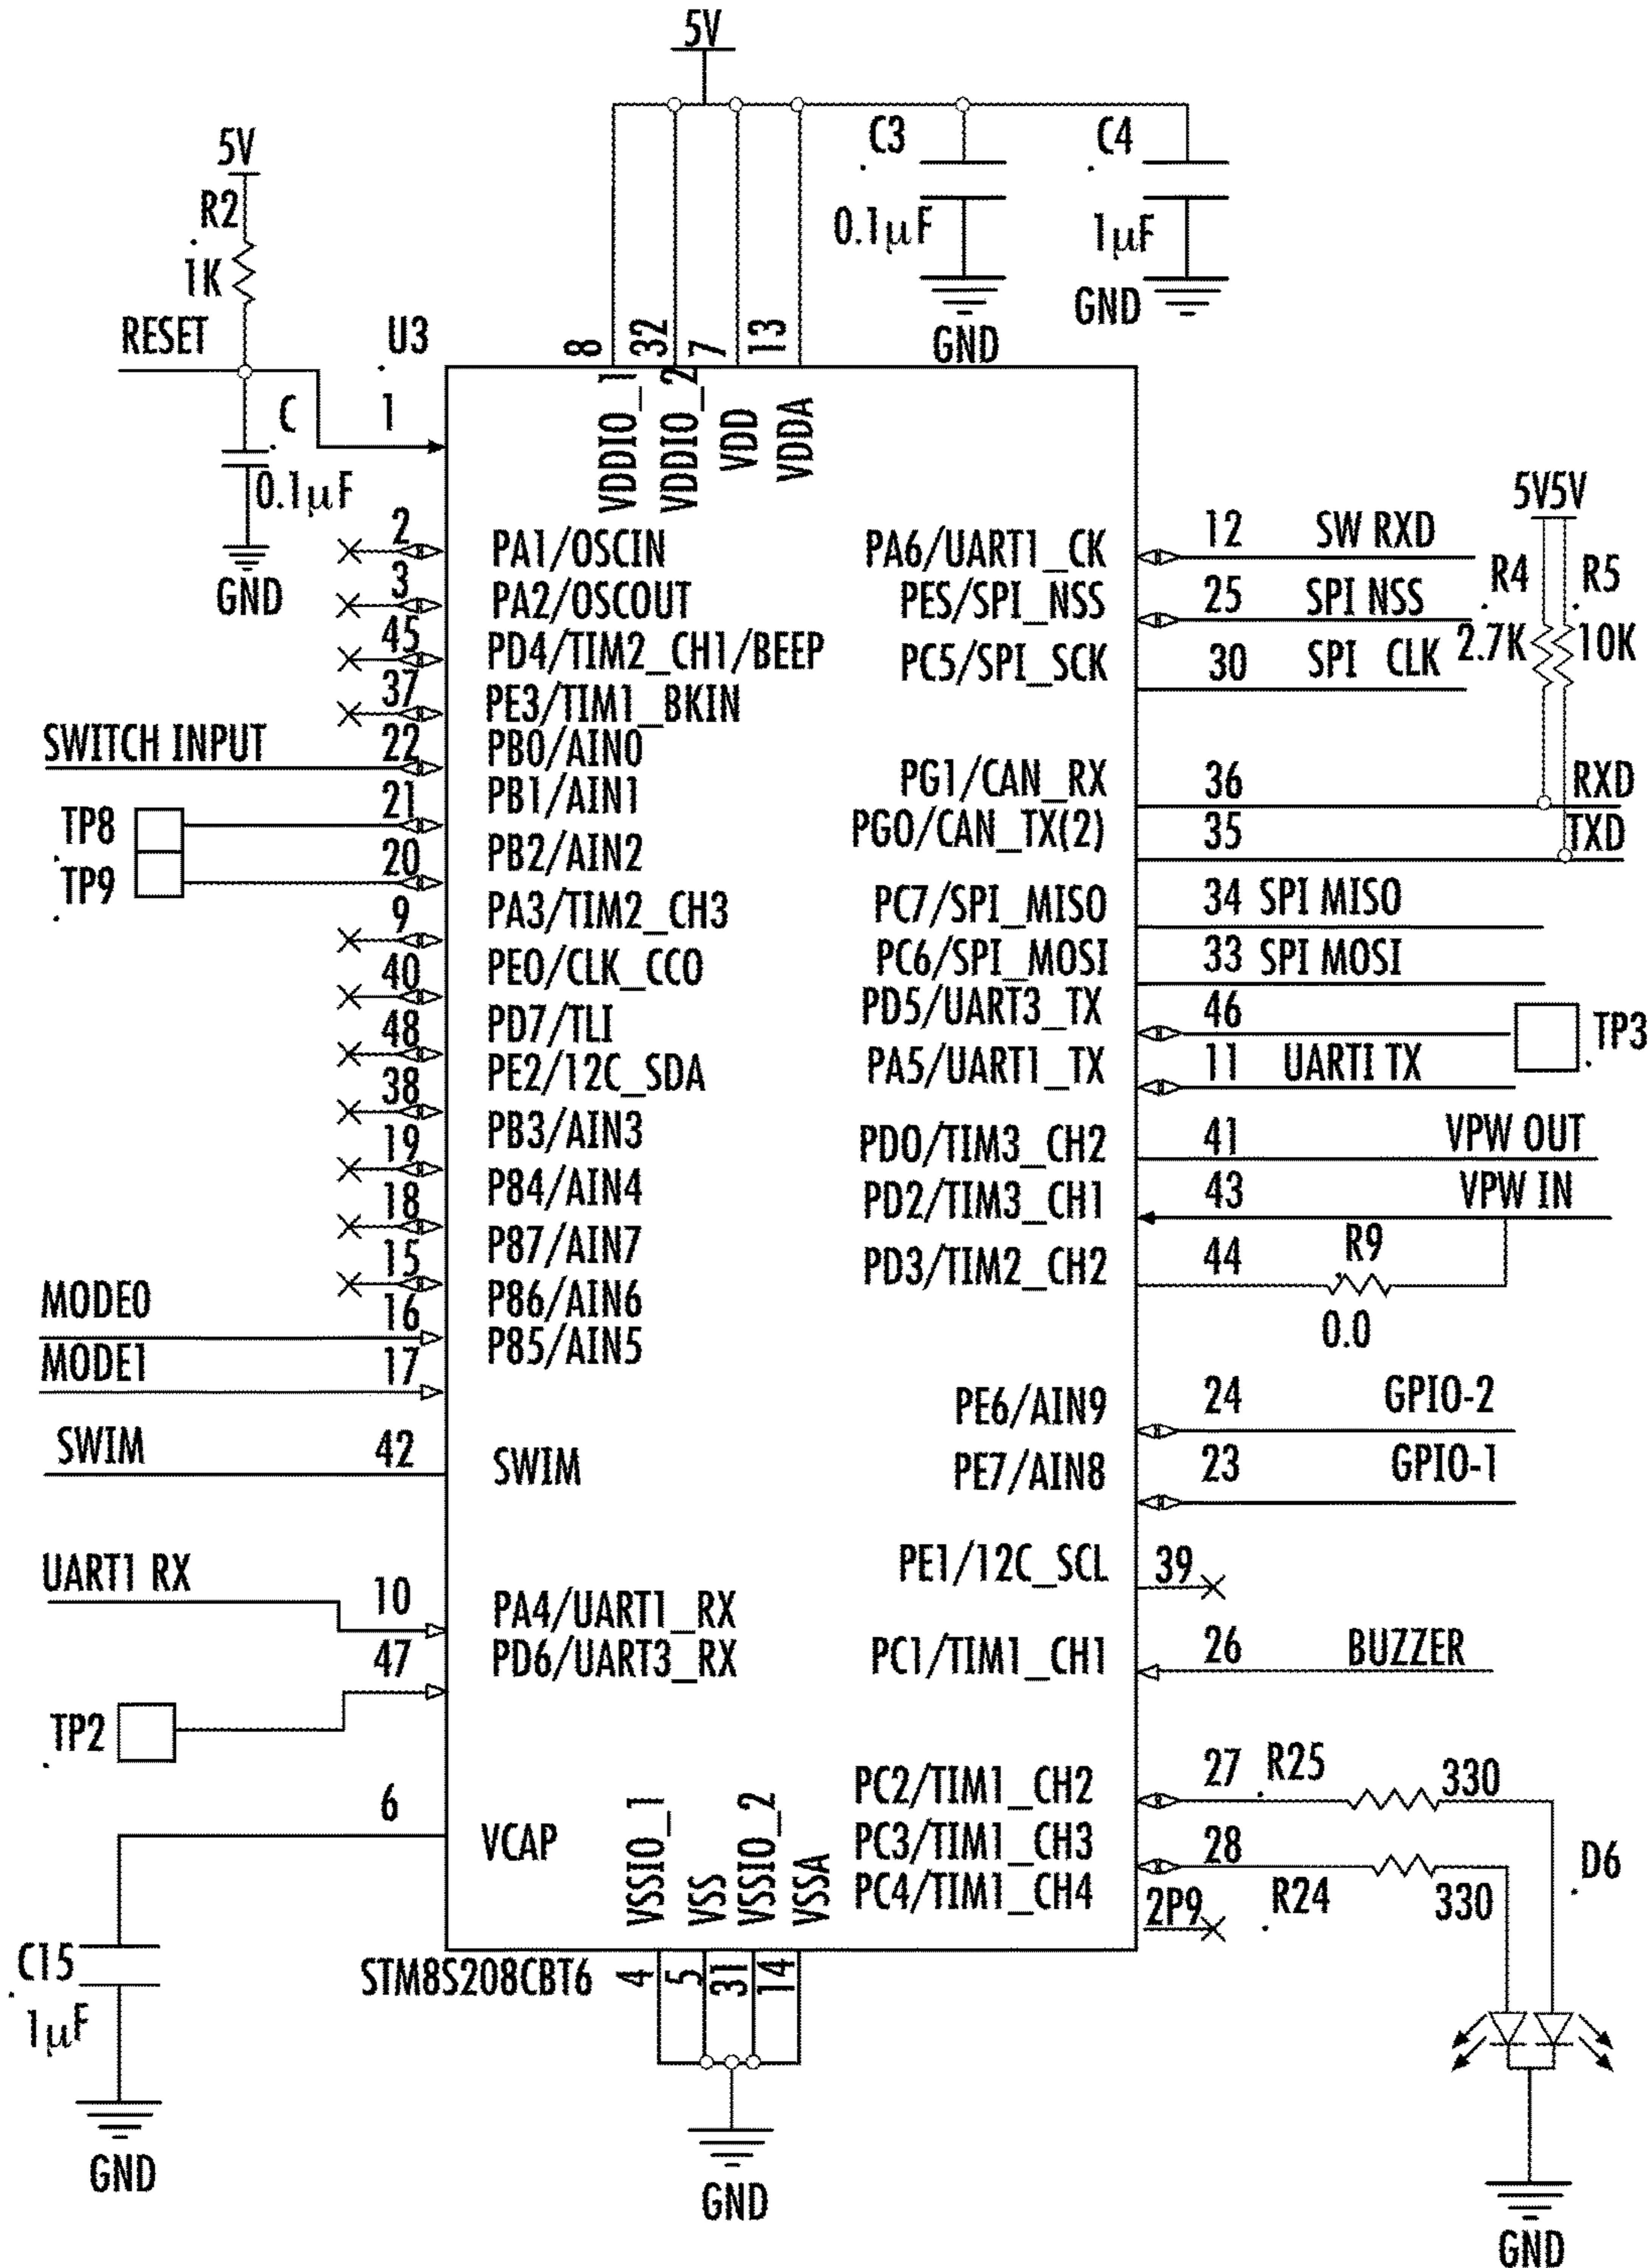 5V
C3
C4
5V
R2
0.1μF
1μF
1K
GND
GND
RESET
U3
8
32
7
13
C
1
VDDIO_1
VDDIO_2
VDD
VDDA
0.1μF
GND
2
PA1/OSCIN
3
PA2/OSCOUT
45
PD4/TIM2_CH1/BEEP
37
PE3/TIM1_BKIN
SWITCH INPUT
22
PB0/AIN0
21
PB1/AIN1
TP8
20
PB2/AIN2
TP9
9
PA3/TIM2_CH3
40
PE0/CLK_CCO
48
PD7/TLI
38
PE2/12C_SDA
19
PB3/AIN3
18
P84/AIN4
15
P87/AIN7
MODE0
16
P86/AIN6
MODE1
17
P85/AIN5
SWIM
42
SWIM
UART1 RX
10
PA4/UART1_RX
47
PD6/UART3_RX
TP2
6
VCAP
C15
1μF
GND
PA6/UART1_CK
12
SW RXD
5V5V
PES/SPI_NSS
25
SPI NSS
R4
R5
PC5/SPI_SCK
30
SPI CLK
2.7K
10K
PG1/CAN_RX
36
RXD
PG0/CAN_TX(2)
35
TXD
PC7/SPI_MISO
34
SPI MISO
PC6/SPI_MOSI
33
SPI MOSI
PD5/UART3_TX
46
TP3
PA5/UART1_TX
11
UARTI TX
PD0/TIM3_CH2
41
VPW OUT
PD2/TIM3_CH1
43
VPW IN
PD3/TIM2_CH2
44
R9
0.0
PE6/AIN9
24
GPIO-2
PE7/AIN8
23
GPIO-1
PE1/12C_SCL
39
PC1/TIM1_CH1
26
BUZZER
PC2/TIM1_CH2
27
R25
330
PC3/TIM1_CH3
28
D6
PC4/TIM1_CH4
2P9
R24
330
VSSIO_1
VSS
VSSIO_2
VSSA
STM8S208CBT6
4
5
31
14
GND
GND